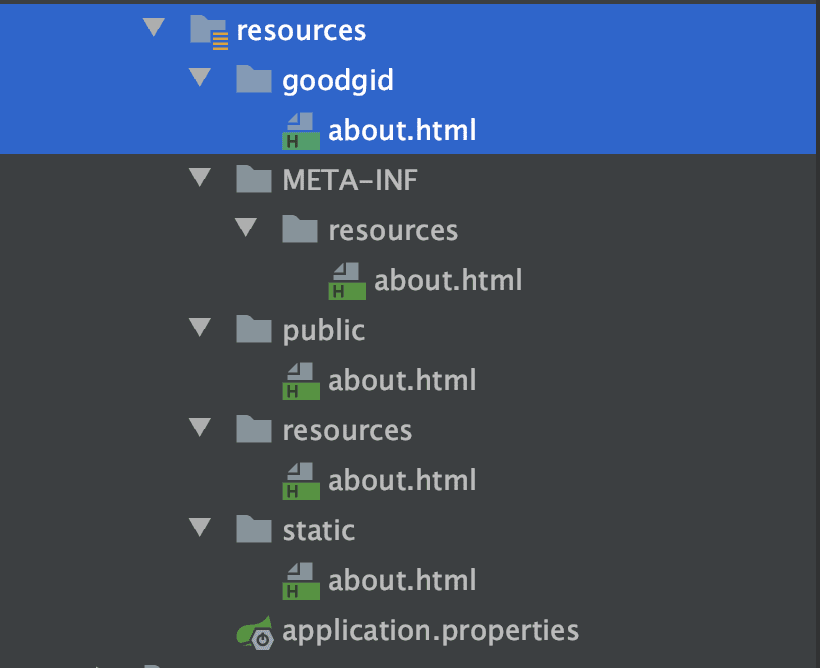 resources
goodgid
about.html
META-INF
resources
about.html
public
about.html
resources
about.html
static
about.html
application.properties